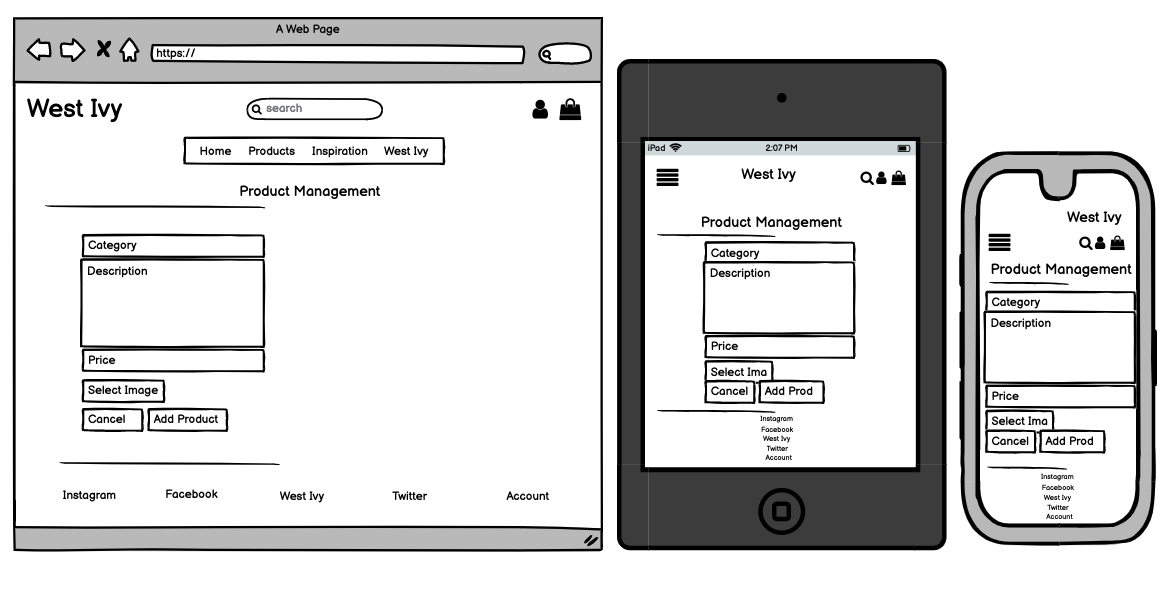 A Web Page
https://
West Ivy
search
Home Products Inspiration West Ivy
Product Management
Category
Description
Price
Select Image
Cancel Add Product
Instagram Facebook West Ivy Twitter Account
iPad 2:07 PM
West Ivy
Product Management
Category
Description
Price
Select Ima
Cancel Add Prod
Instagram
Facebook
West Ivy
Twitter
Account
West Ivy
Product Management
Category
Description
Price
Select Ima
Cancel Add Prod
Instagram
Facebook
West Ivy
Twitter
Account